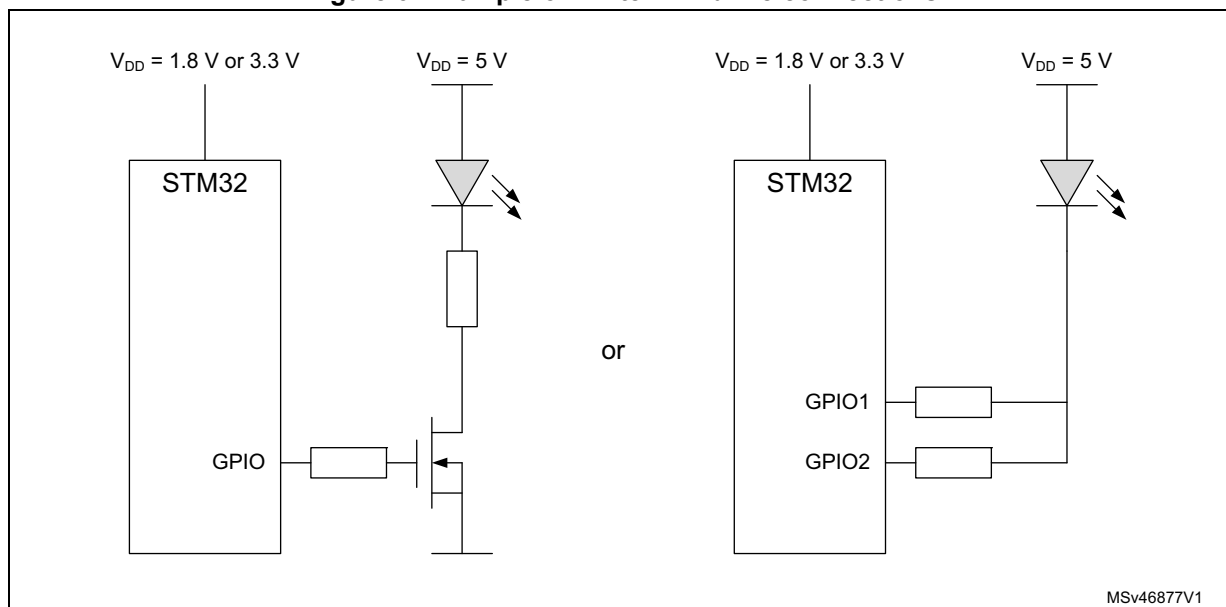 V_DD = 1.8 V or 3.3 V
V_DD = 5 V
STM32
GPIO
or
V_DD = 1.8 V or 3.3 V
V_DD = 5 V
STM32
GPIO1
GPIO2
MSv46877V1